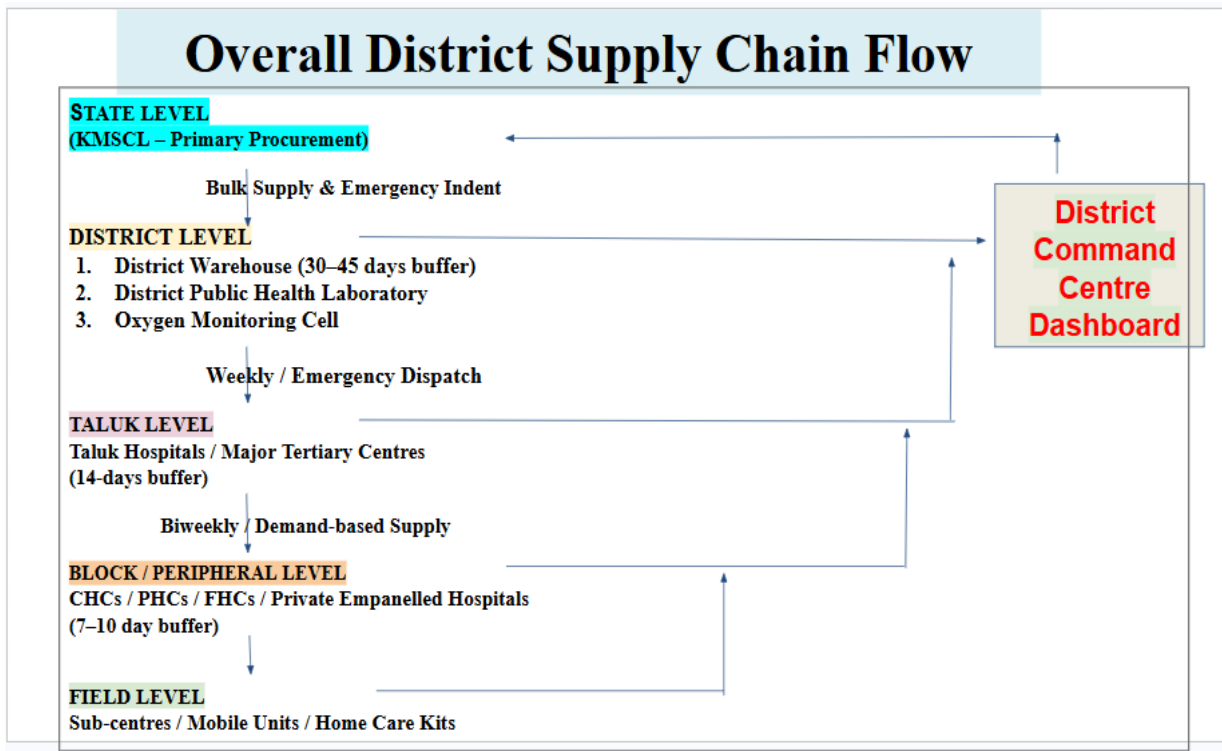 Overall District Supply Chain Flow
STATE LEVEL
(KMSCL – Primary Procurement)
Bulk Supply & Emergency Indent
DISTRICT LEVEL
1. District Warehouse (30–45 days buffer)
2. District Public Health Laboratory
3. Oxygen Monitoring Cell
Weekly / Emergency Dispatch
TALUK LEVEL
Taluk Hospitals / Major Tertiary Centres
(14-days buffer)
Biweekly / Demand-based Supply
BLOCK / PERIPHERAL LEVEL
CHCs / PHCs / FHCs / Private Empanelled Hospitals
(7–10 day buffer)
FIELD LEVEL
Sub-centres / Mobile Units / Home Care Kits
District
Command
Centre
Dashboard